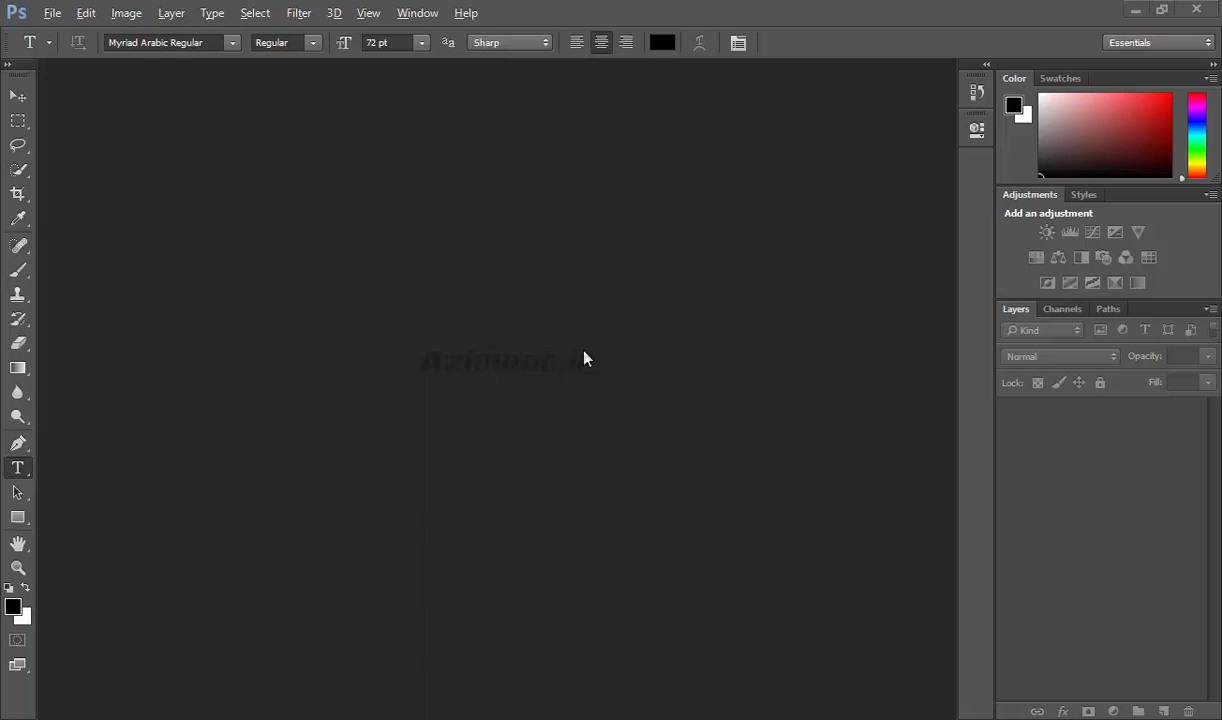 Ps File Edit Image Layer Type Select Filter 3D View Window Help
T Myriad Arabic Regular Regular 72 pt aa Sharp Essentials
Color Swatches
Adjustments Styles
Add an adjustment
Layers Channels Paths
Kind
Normal Opacity:
Lock: Fill: